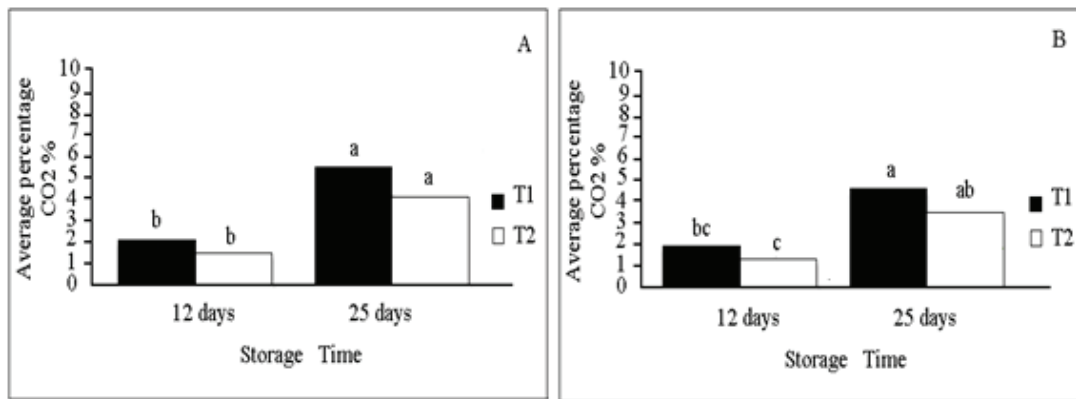 A
Average percentage
CO2 %
10
9
8
7
6
5
4
3
2
1
0
b
b
a
a
T1
T2
12 days
25 days
Storage Time
B
Average percentage
CO2 %
10
9
8
7
6
5
4
3
2
1
0
bc
c
a
ab
T1
T2
12 days
25 days
Storage Time